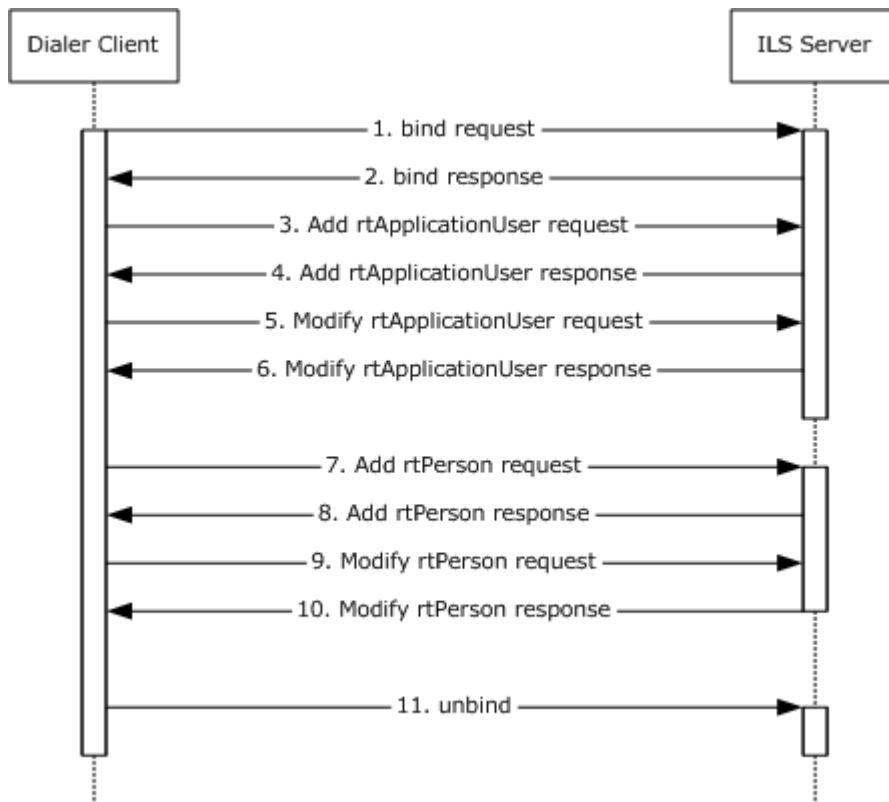 Dialer Client
ILS Server
1. bind request
2. bind response
3. Add rtApplicationUser request
4. Add rtApplicationUser response
5. Modify rtApplicationUser request
6. Modify rtApplicationUser response
7. Add rtPerson request
8. Add rtPerson response
9. Modify rtPerson request
10. Modify rtPerson response
11. unbind